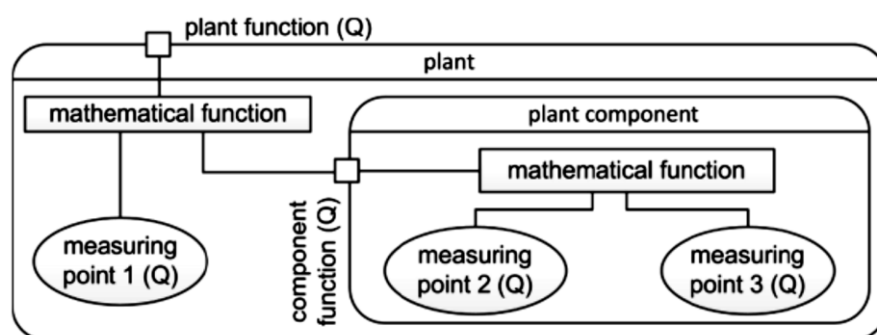 plant function (Q)
plant
mathematical function
plant component
mathematical function
component
function (Q)
measuring
point 1 (Q)
measuring
point 2 (Q)
measuring
point 3 (Q)